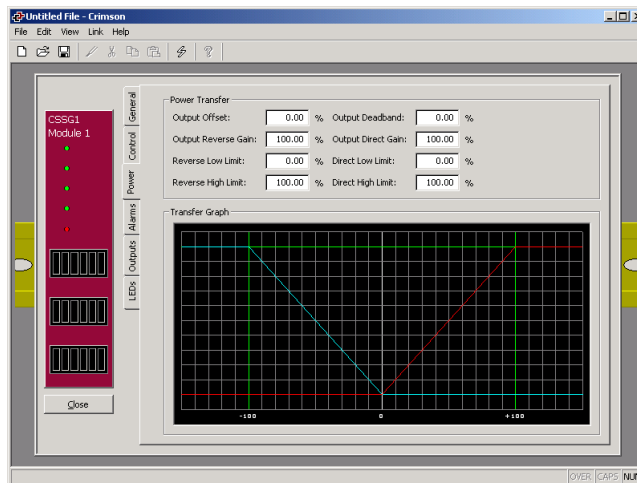 Untitled File - Crimson
File Edit View Link Help
CSSG1
Module 1
Close
General
Control
Power
Alarms
Outputs
LEDs
Power Transfer
Output Offset: 0.00 % Output Deadband: 0.00 %
Output Reverse Gain: 100.00 % Output Direct Gain: 100.00 %
Reverse Low Limit: 0.00 % Direct Low Limit: 0.00 %
Reverse High Limit: 100.00 % Direct High Limit: 100.00 %
Transfer Graph
-100 0 +100
OVER CAPS NUM